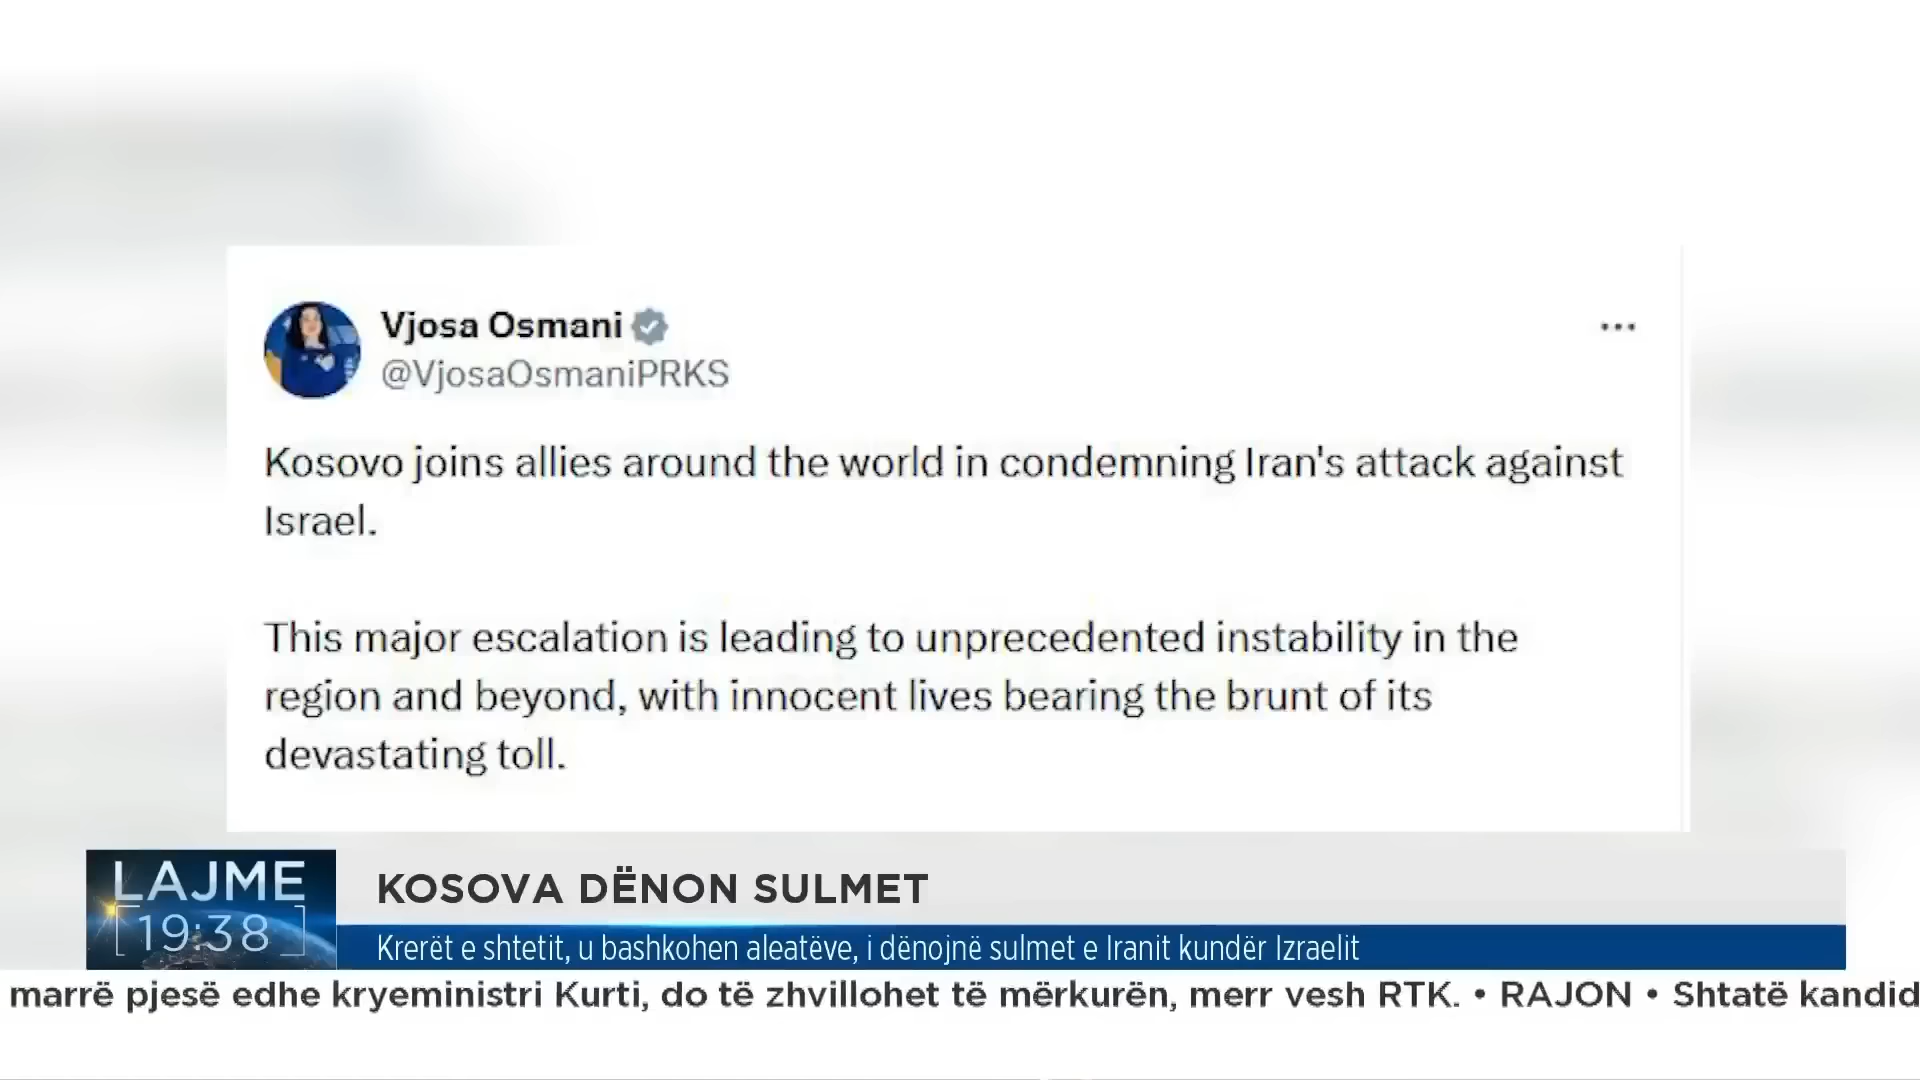 Vjosa Osmani
@VjosaOsmaniPRKS
Kosovo joins allies around the world in condemning Iran's attack against
Israel.
This major escalation is leading to unprecedented instability in the
region and beyond, with innocent lives bearing the brunt of its
devastating toll.
LAJME
19:38
KOSOVA DËNON SULMET
Krerët e shtetit, u bashkohen aleatëve, i dënojnë sulmet e Iranit kundër Izraelit
marrë pjesë edhe kryeministri Kurti, do të zhvillohet të mërkurën, merr vesh RTK. • RAJON • Shtatë kandid